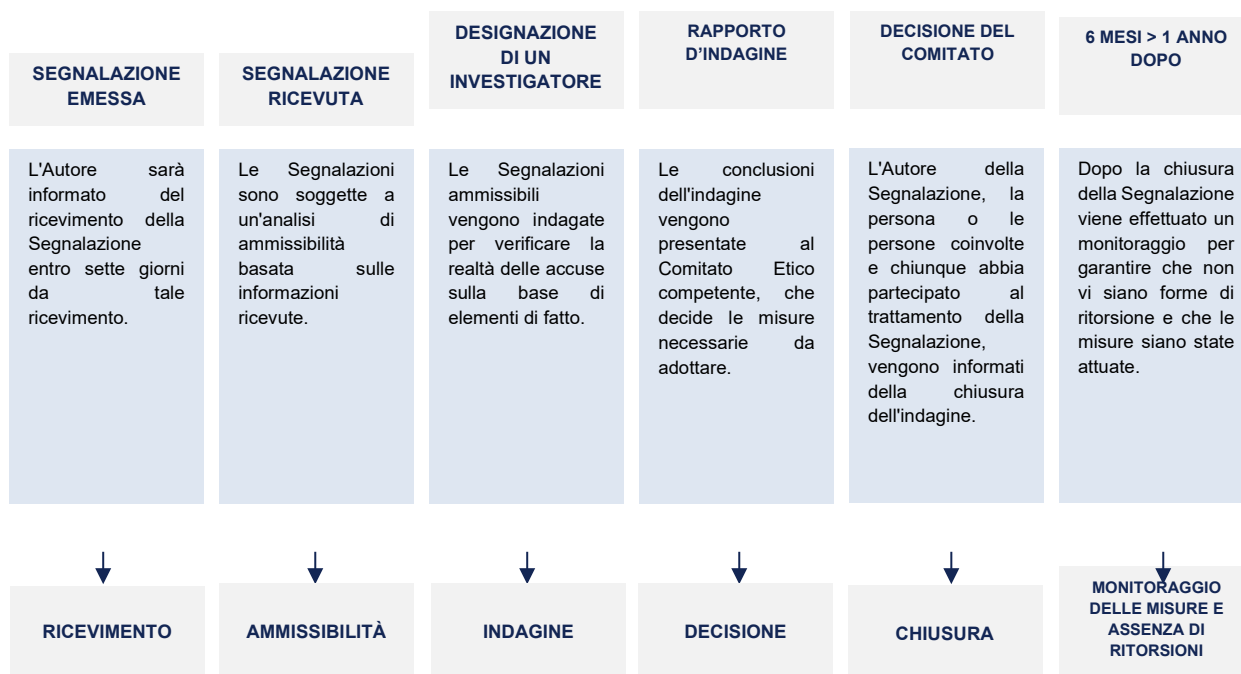 SEGNALAZIONE
EMESSA
SEGNALAZIONE
RICEVUTA
DESIGNAZIONE
DI UN
INVESTIGATORE
RAPPORTO
D'INDAGINE
DECISIONE DEL
COMITATO
6 MESI > 1 ANNO
DOPO
L'Autore sarà
informato del
ricevimento della
Segnalazione
entro sette giorni
da tale
ricevimento.
Le Segnalazioni
sono soggette a
un'analisi di
ammissibilità
basata sulle
informazioni
ricevute.
Le Segnalazioni
ammissibili
vengono indagate
per verificare la
realtà delle accuse
sulla base di
elementi di fatto.
Le conclusioni
dell'indagine
vengono
presentate al
Comitato Etico
competente, che
decide le misure
necessarie da
adottare.
L'Autore della
Segnalazione, la
persona o le
persone coinvolte
e chiunque abbia
partecipato al
trattamento della
Segnalazione,
vengono informati
della chiusura
dell'indagine.
Dopo la chiusura
della Segnalazione
viene effettuato un
monitoraggio per
garantire che non
vi siano forme di
ritorsione e che le
misure siano state
attuate.
RICEVIMENTO
AMMISSIBILITÀ
INDAGINE
DECISIONE
CHIUSURA
MONITORAGGIO
DELLE MISURE E
ASSENZA DI
RITORSIONI